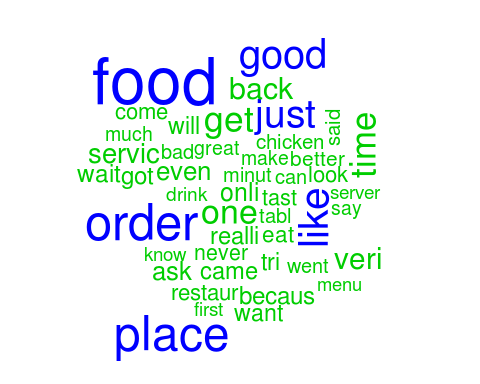 good
food
back
come
will
get
just
said
time
much
chicken
servic
bad
great
make
better
wait
got
even
minut
can
look
drink
onli
tast
like
server
order
one
tabl
say
realli
eat
know
never
tri
went
veri
ask
came
restaur
becaus
menu
first
want
place